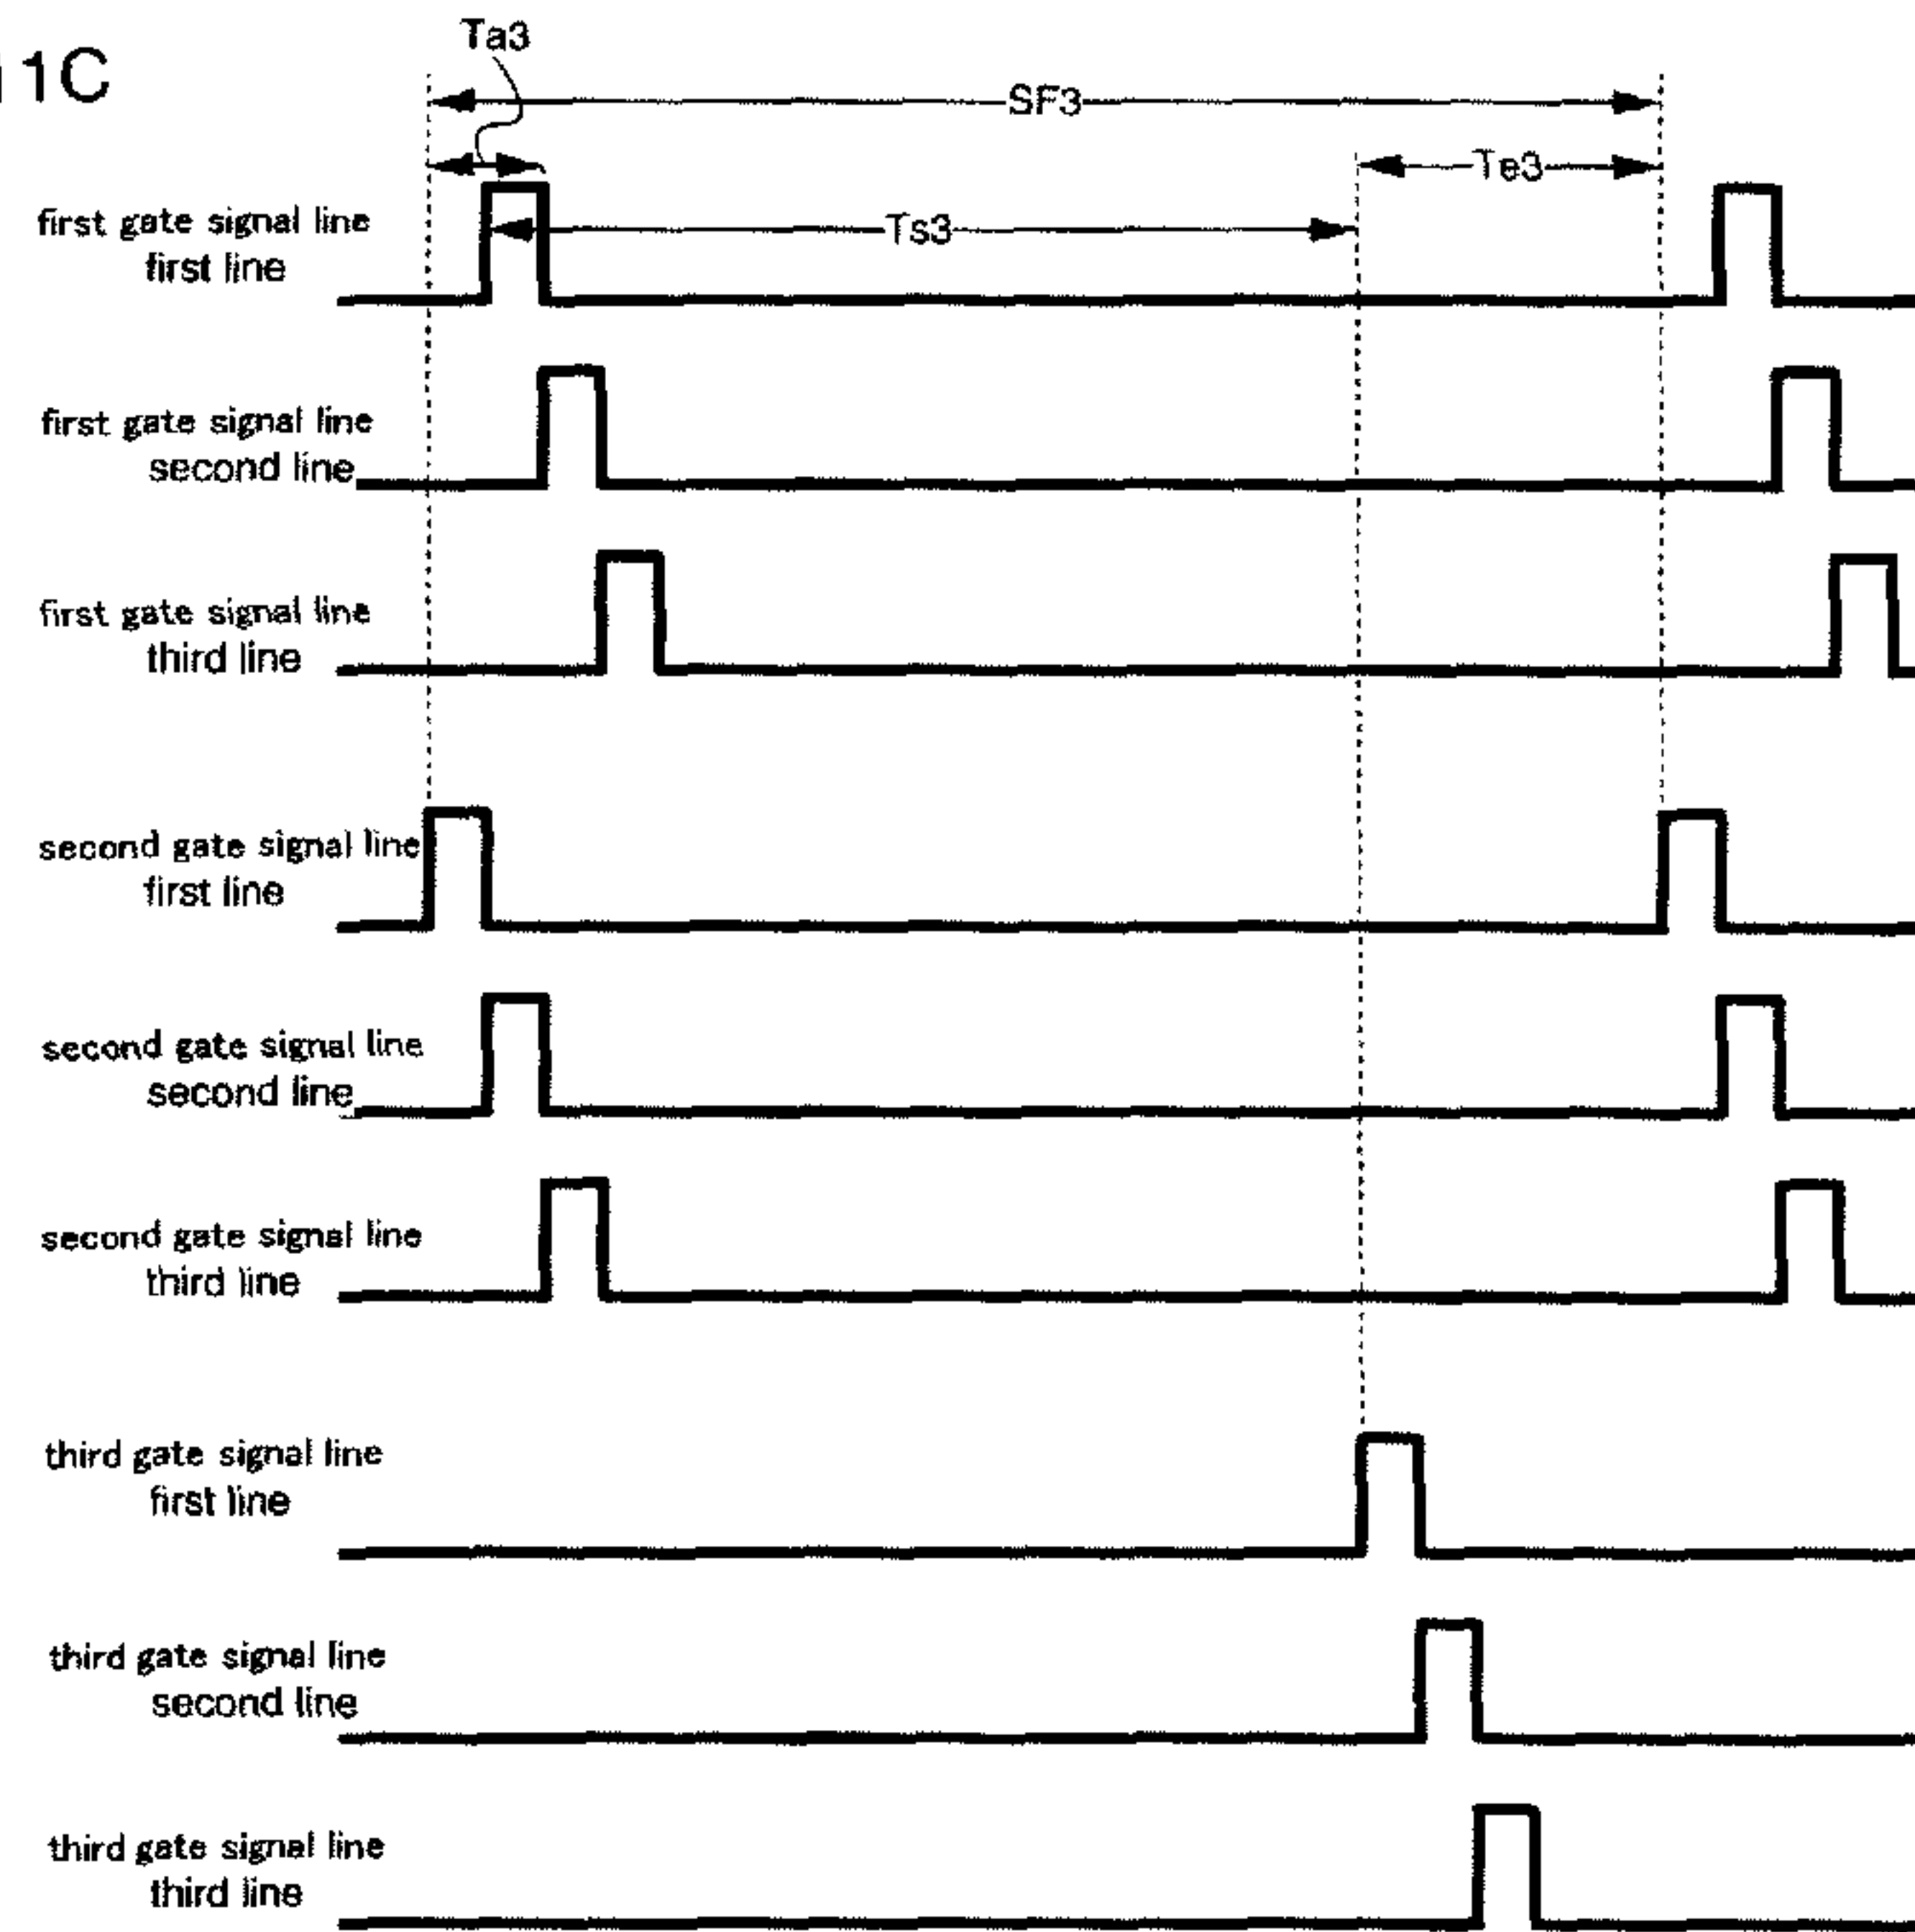 11C
Ta3
SF3
Te3
Ts3
first gate signal line
first line
first gate signal line
second line
first gate signal line
third line
second gate signal line
first line
second gate signal line
second line
second gate signal line
third line
third gate signal line
first line
third gate signal line
second line
third gate signal line
third line